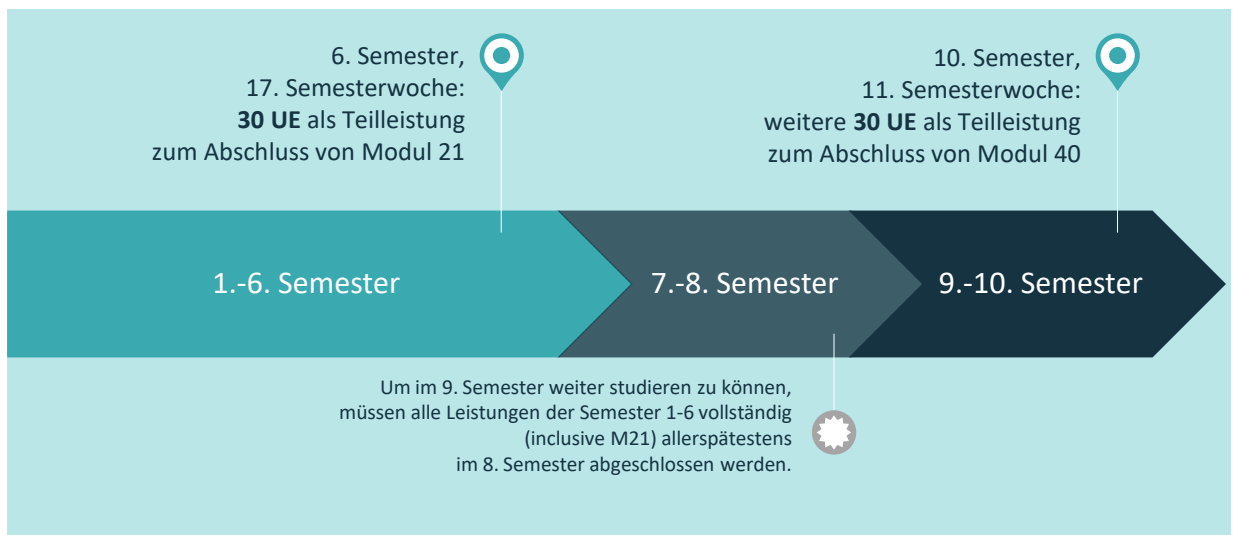 6. Semester,
17. Semesterwoche:
30 UE als Teilleistung
zum Abschluss von Modul 21
10. Semester,
11. Semesterwoche:
weitere 30 UE als Teilleistung
zum Abschluss von Modul 40
1.-6. Semester
7.-8. Semester
9.-10. Semester
Um im 9. Semester weiter studieren zu können,
müssen alle Leistungen der Semester 1-6 vollständig
(inclusive M21) allerspätestens
im 8. Semester abgeschlossen werden.